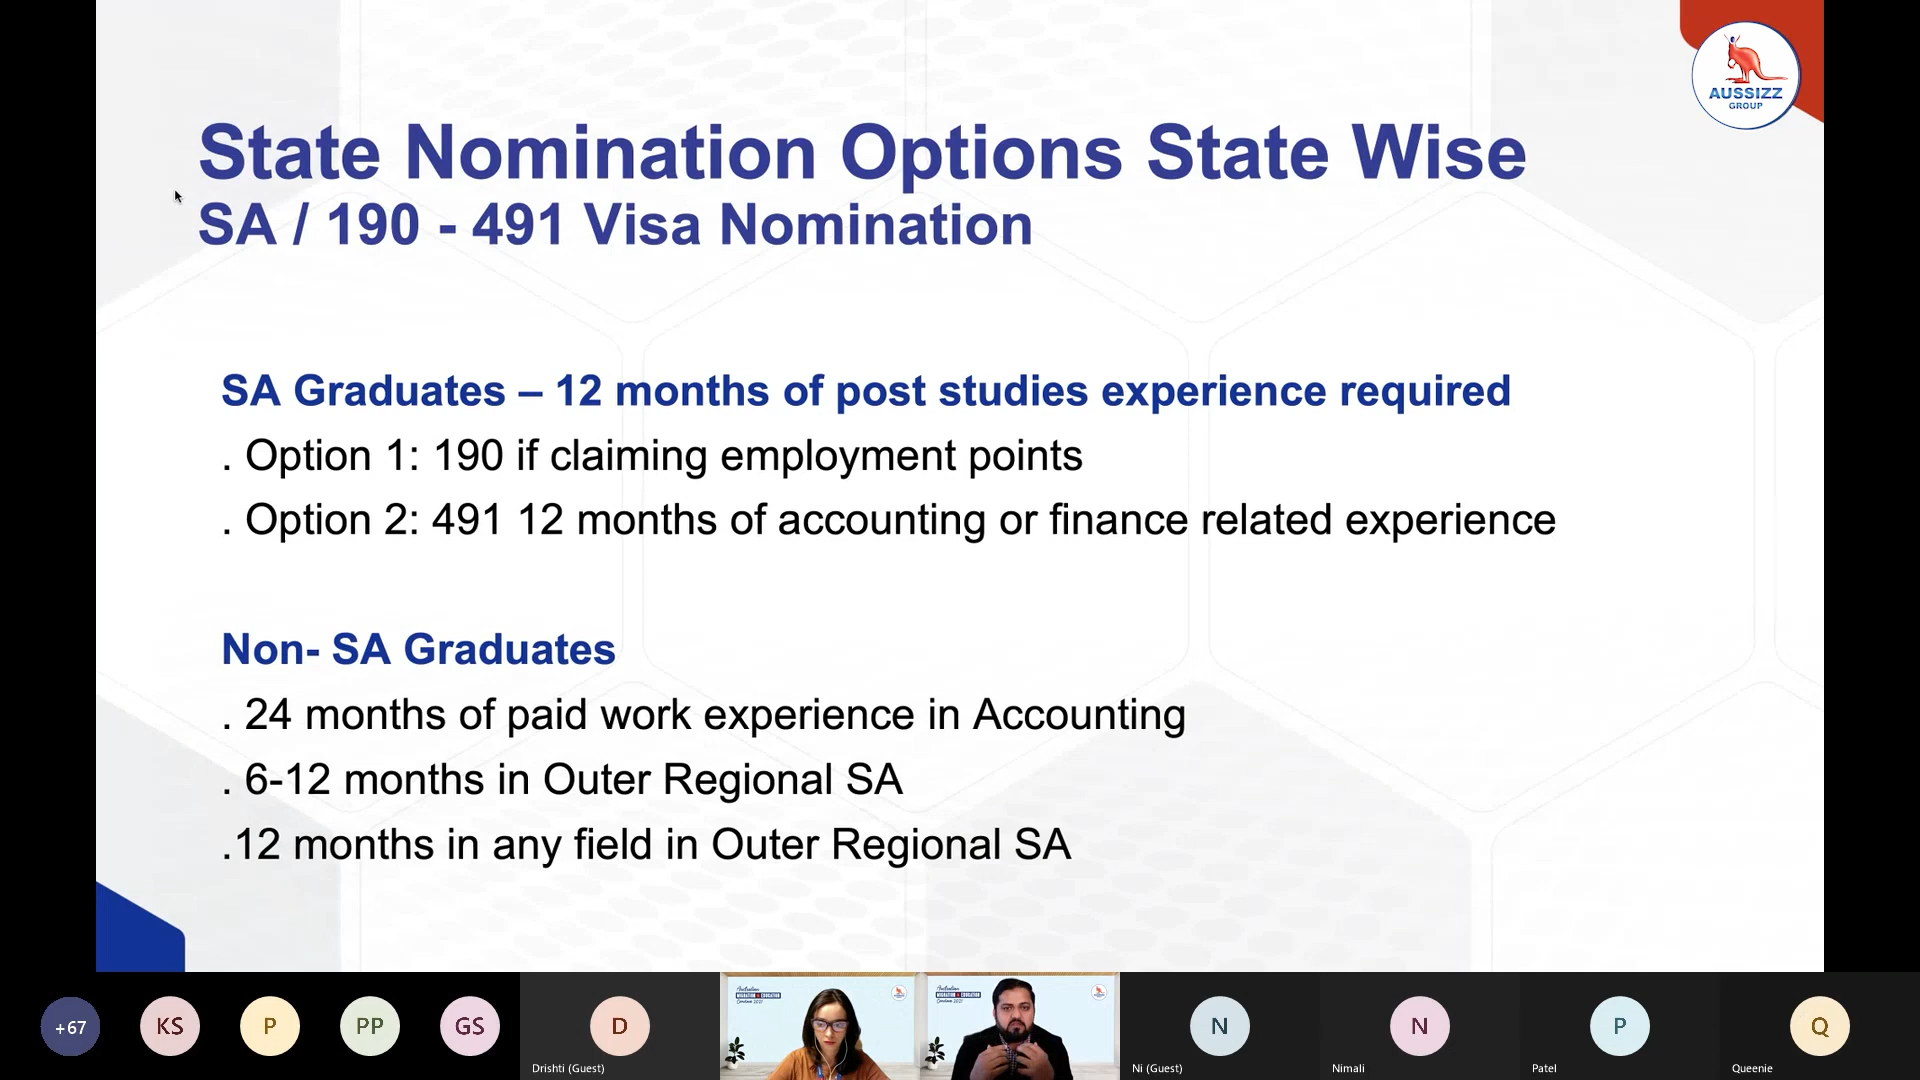 AUSSIZZ
GROUP
State Nomination Options State Wise
SA / 190 - 491 Visa Nomination
SA Graduates – 12 months of post studies experience required
. Option 1: 190 if claiming employment points
. Option 2: 491 12 months of accounting or finance related experience
Non- SA Graduates
. 24 months of paid work experience in Accounting
. 6-12 months in Outer Regional SA
.12 months in any field in Outer Regional SA
+67
KS
P
PP
GS
D
Drishti (Guest)
N
Ni (Guest)
N
Nimali
P
Patel
Q
Queenie